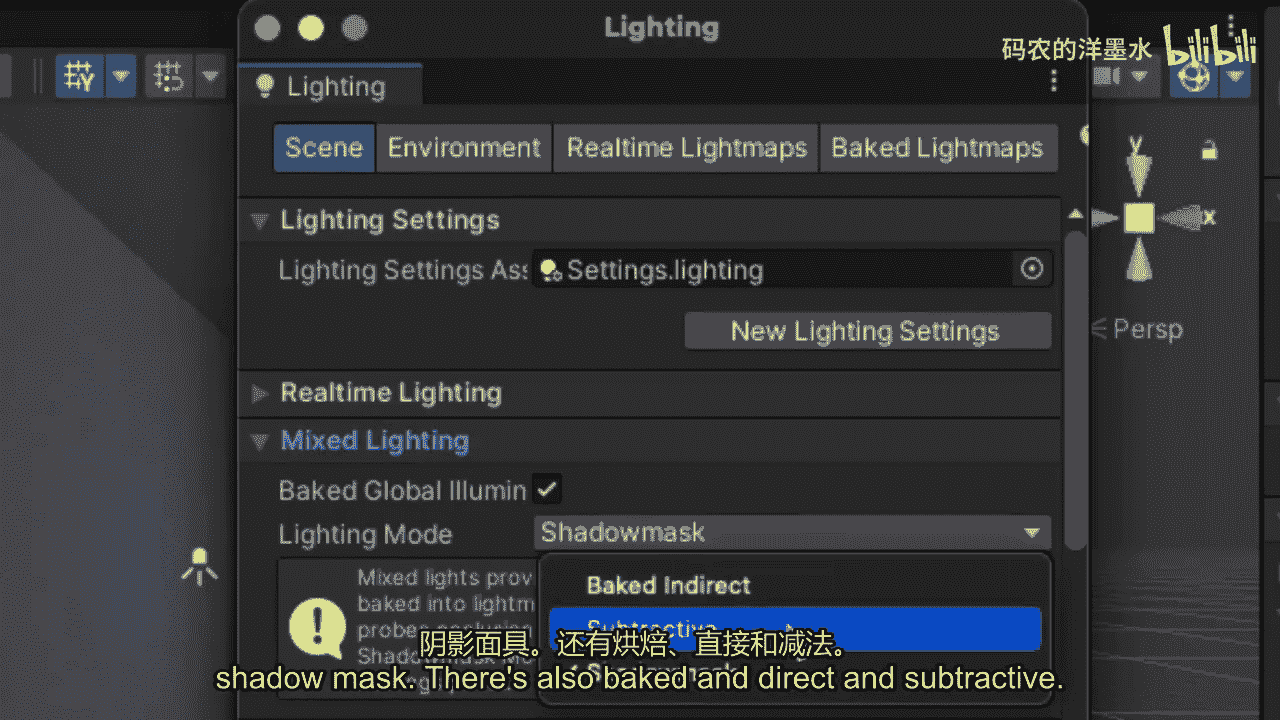 Lighting
码农的洋墨水 bilibili
Lighting
Scene Environment Realtime Lightmaps Baked Lightmaps
Lighting Settings
Lighting Settings Ass Settings.lighting
New Lighting Settings
Realtime Lighting
Mixed Lighting
Baked Global Illumin
Lighting Mode Shadowmask
Mixed lights prov
baked into lightm
probes
Baked Indirect
Subtractive
Shadowmask
y
x
Persp
阴影面具。还有烘焙、直接和减法。
shadow mask. There's also baked and direct and subtractive.